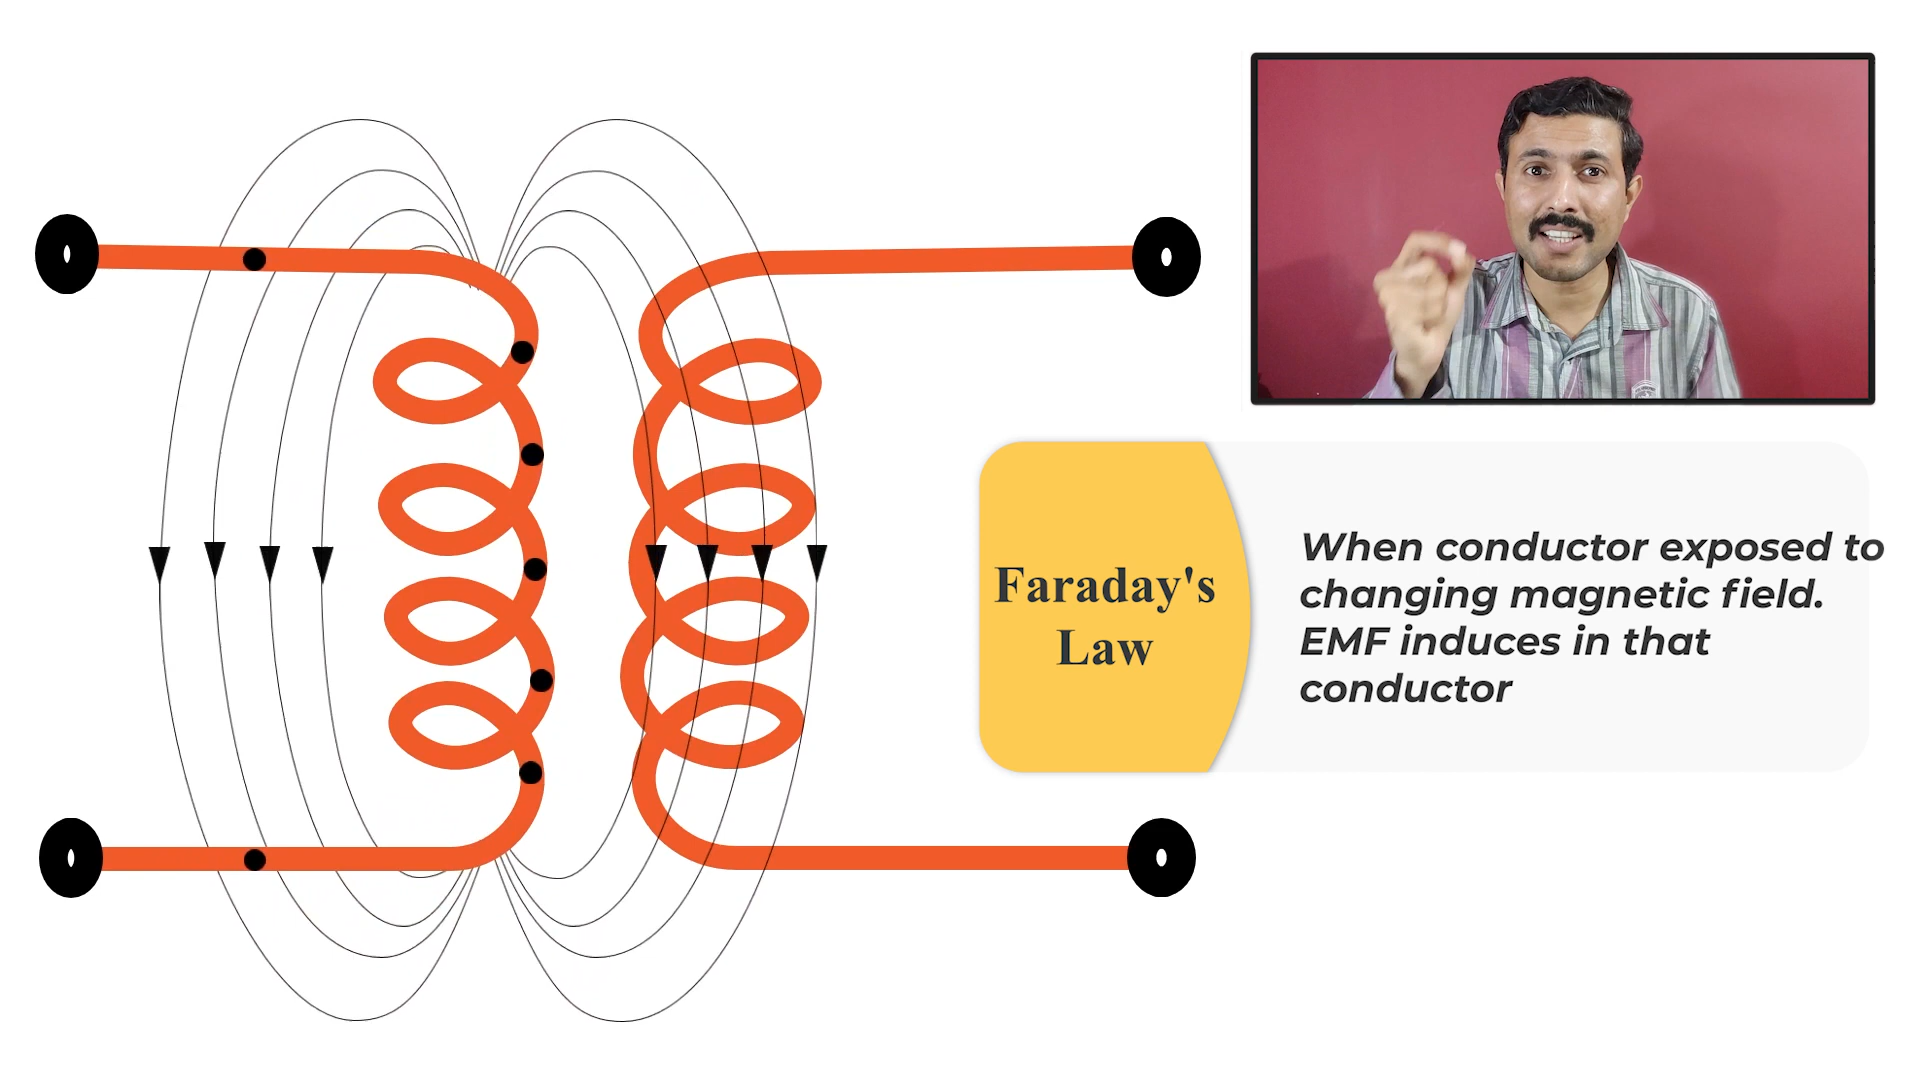 Faraday's
Law
When conductor exposed to
changing magnetic field.
EMF induces in that
conductor